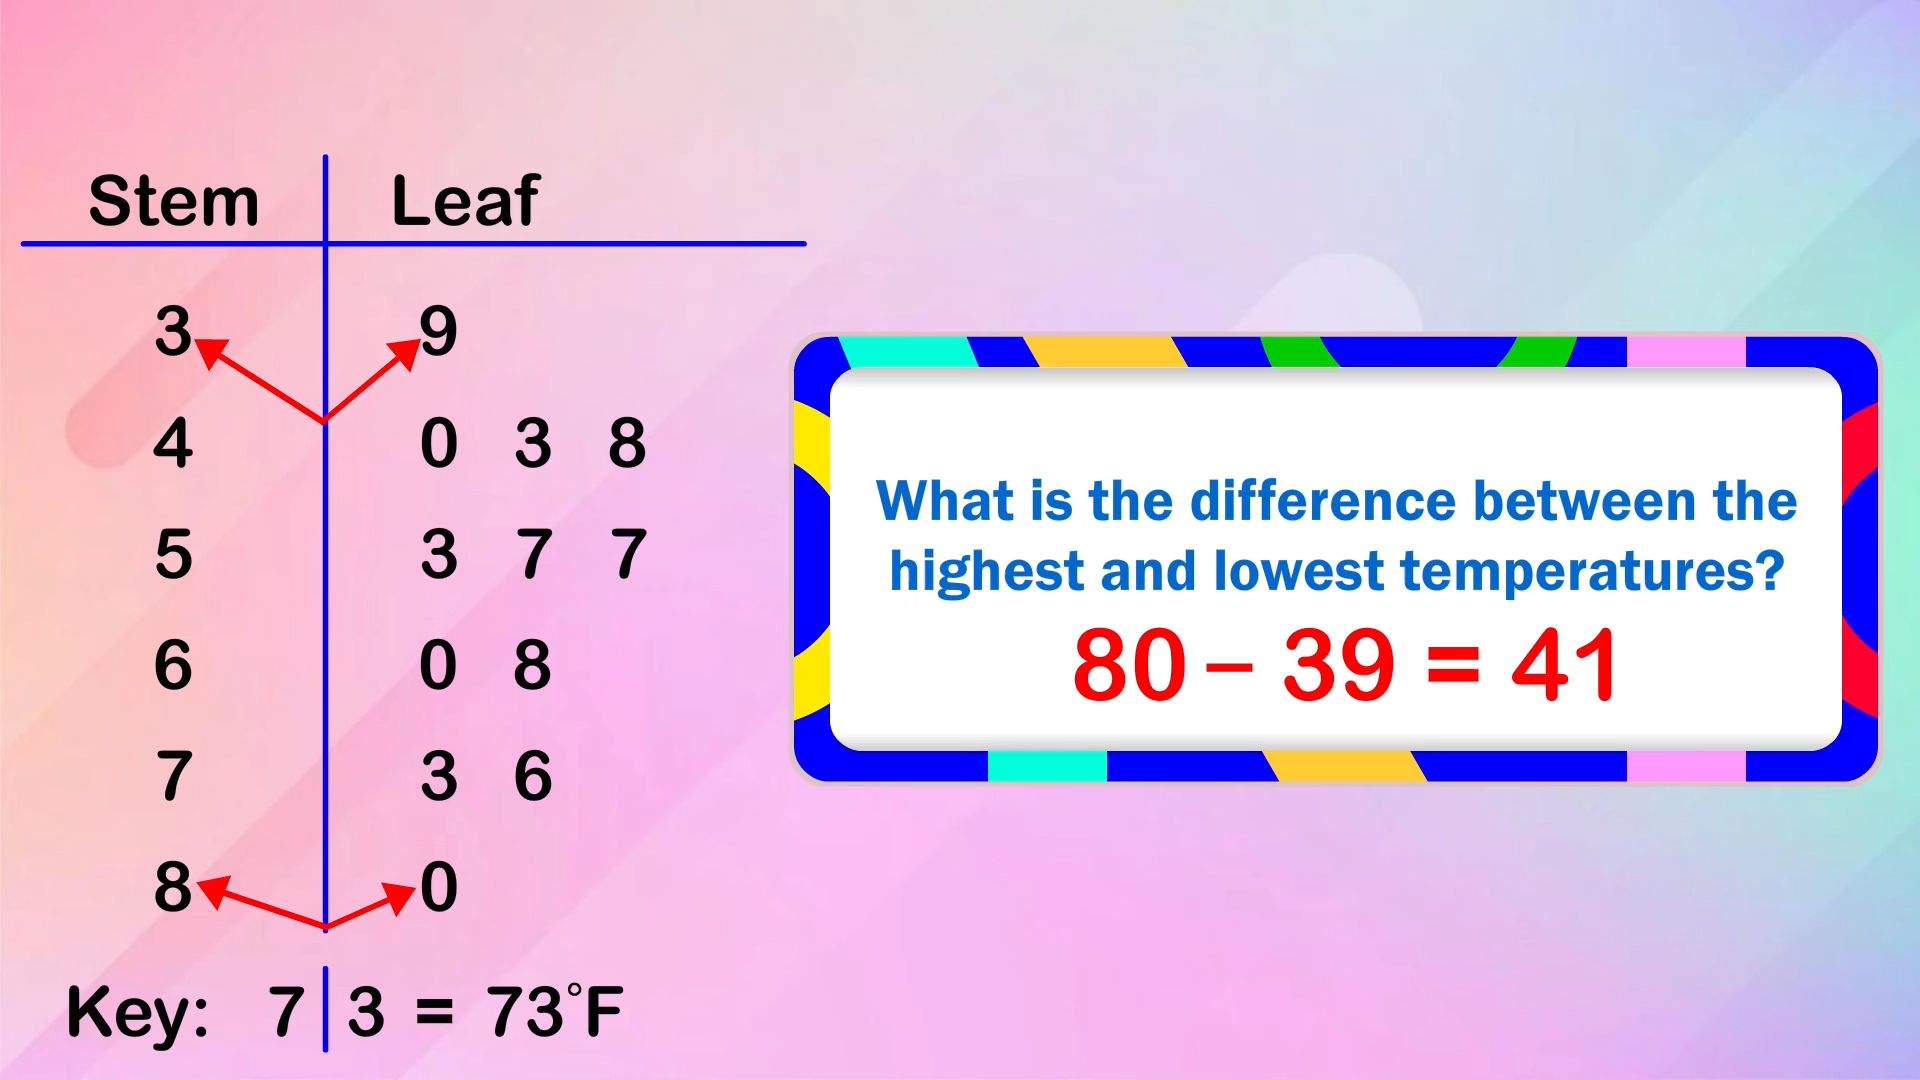 Stem Leaf
3 9
4 0 3 8
5 3 7 7
6 0 8
7 3 6
8 0
Key: 7 | 3 = 73°F
What is the difference between the
highest and lowest temperatures?
80 – 39 = 41